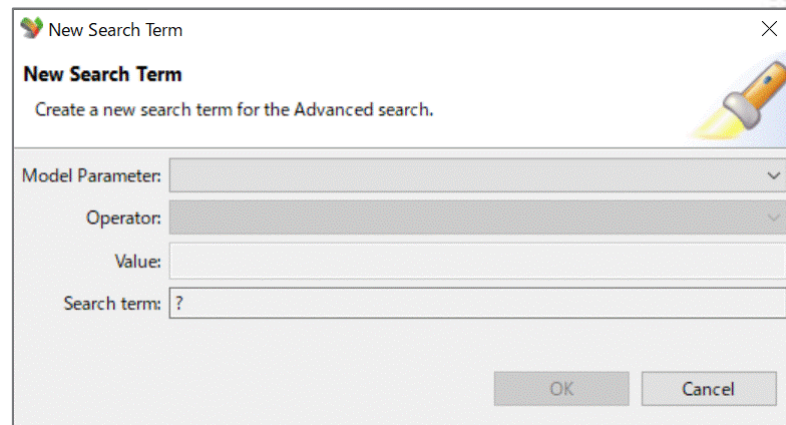 New Search Term
New Search Term
Create a new search term for the Advanced search.
Model Parameter:
Operator:
Value:
Search term: ?
OK Cancel